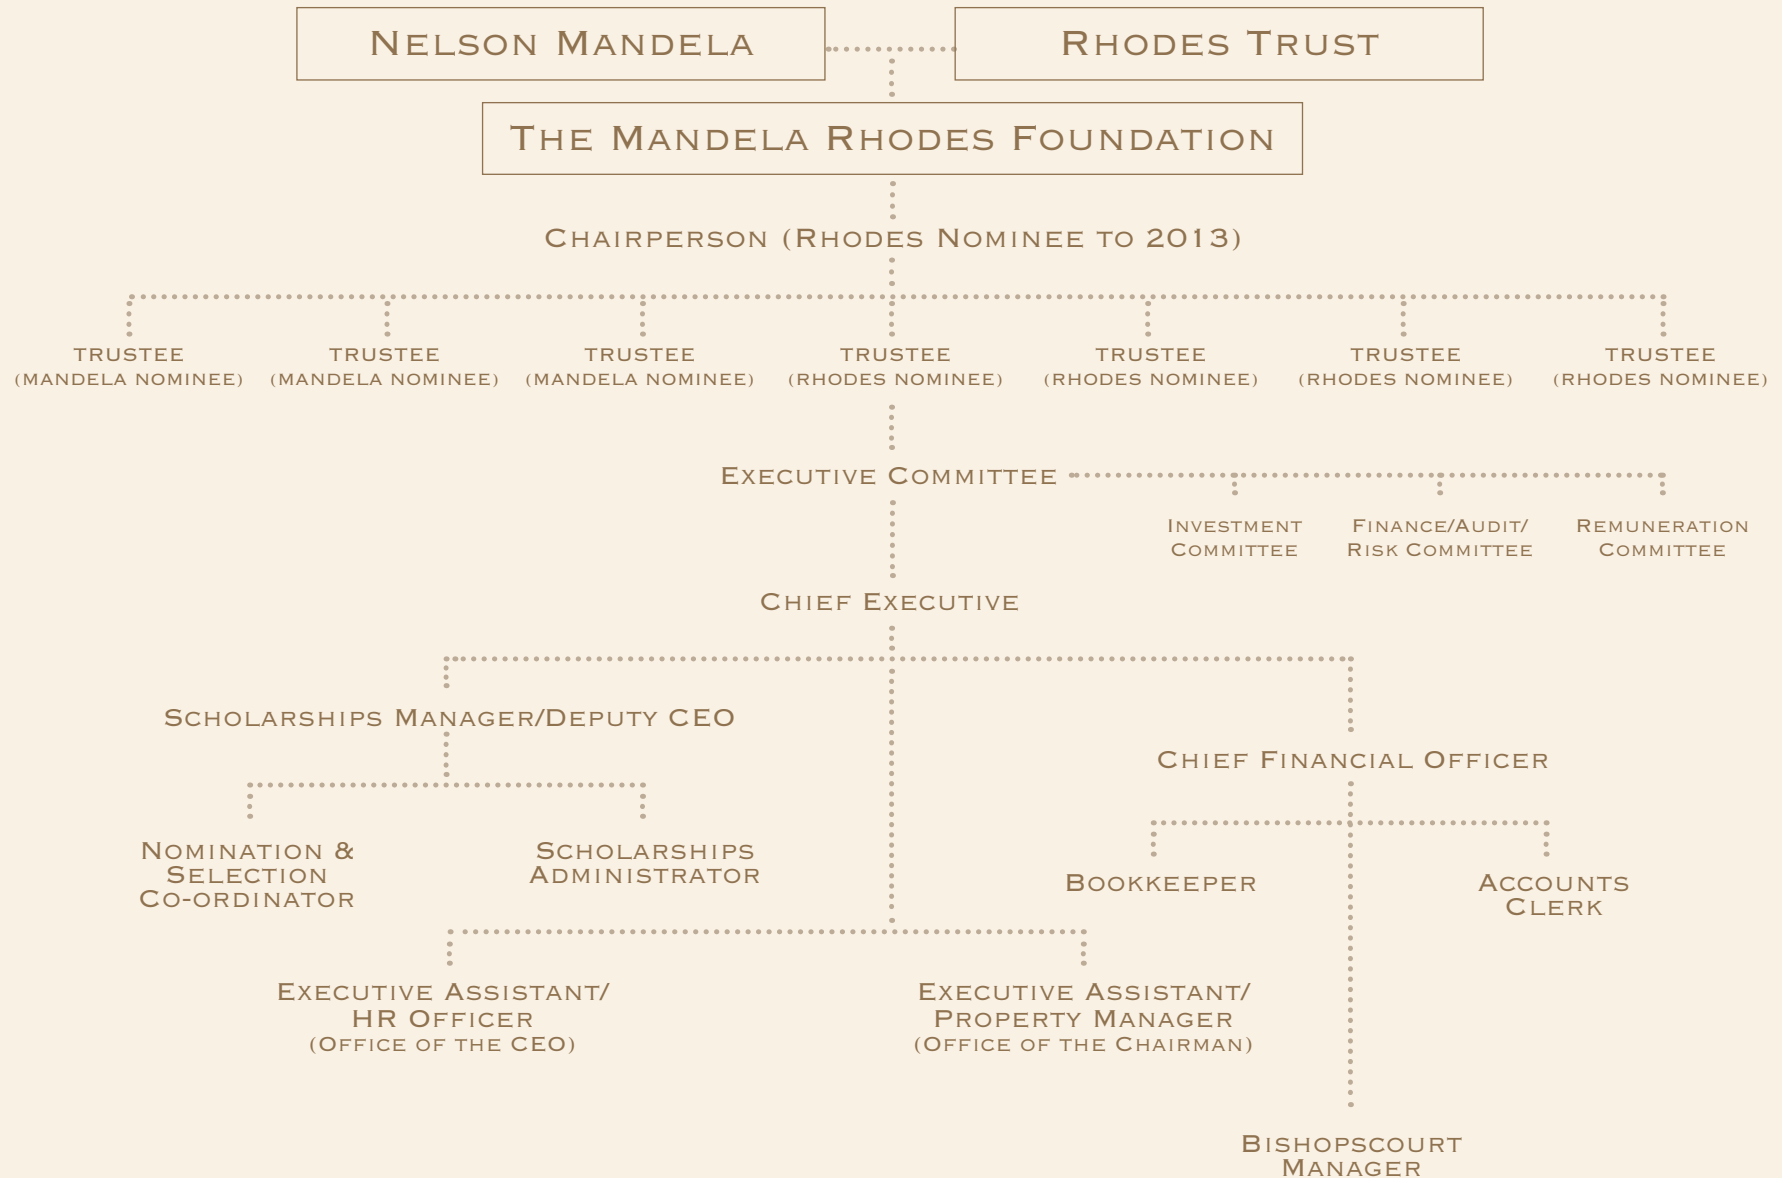 NELSON MANDELA
RHODES TRUST
THE MANDELA RHODES FOUNDATION
CHAIRPERSON (RHODES NOMINEE TO 2013)
TRUSTEE
(MANDELA NOMINEE)
TRUSTEE
(MANDELA NOMINEE)
TRUSTEE
(MANDELA NOMINEE)
TRUSTEE
(RHODES NOMINEE)
TRUSTEE
(RHODES NOMINEE)
TRUSTEE
(RHODES NOMINEE)
TRUSTEE
(RHODES NOMINEE)
EXECUTIVE COMMITTEE
INVESTMENT
COMMITTEE
FINANCE/AUDIT/
RISK COMMITTEE
REMUNERATION
COMMITTEE
CHIEF EXECUTIVE
SCHOLARSHIPS MANAGER/DEPUTY CEO
CHIEF FINANCIAL OFFICER
NOMINATION &
SELECTION
CO-ORDINATOR
SCHOLARSHIPS
ADMINISTRATOR
BOOKKEEPER
ACCOUNTS
CLERK
EXECUTIVE ASSISTANT/
HR OFFICER
(OFFICE OF THE CEO)
EXECUTIVE ASSISTANT/
PROPERTY MANAGER
(OFFICE OF THE CHAIRMAN)
BISHOPSCOURT
MANAGER